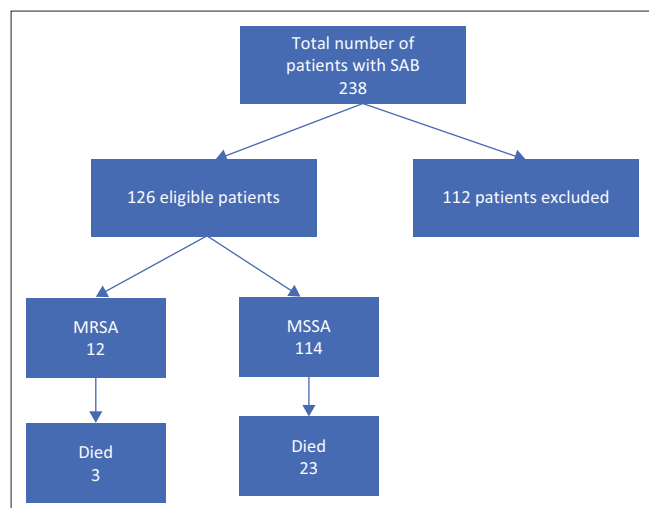 Total number of
patients with SAB
238
126 eligible patients
112 patients excluded
MRSA
12
MSSA
114
Died
3
Died
23